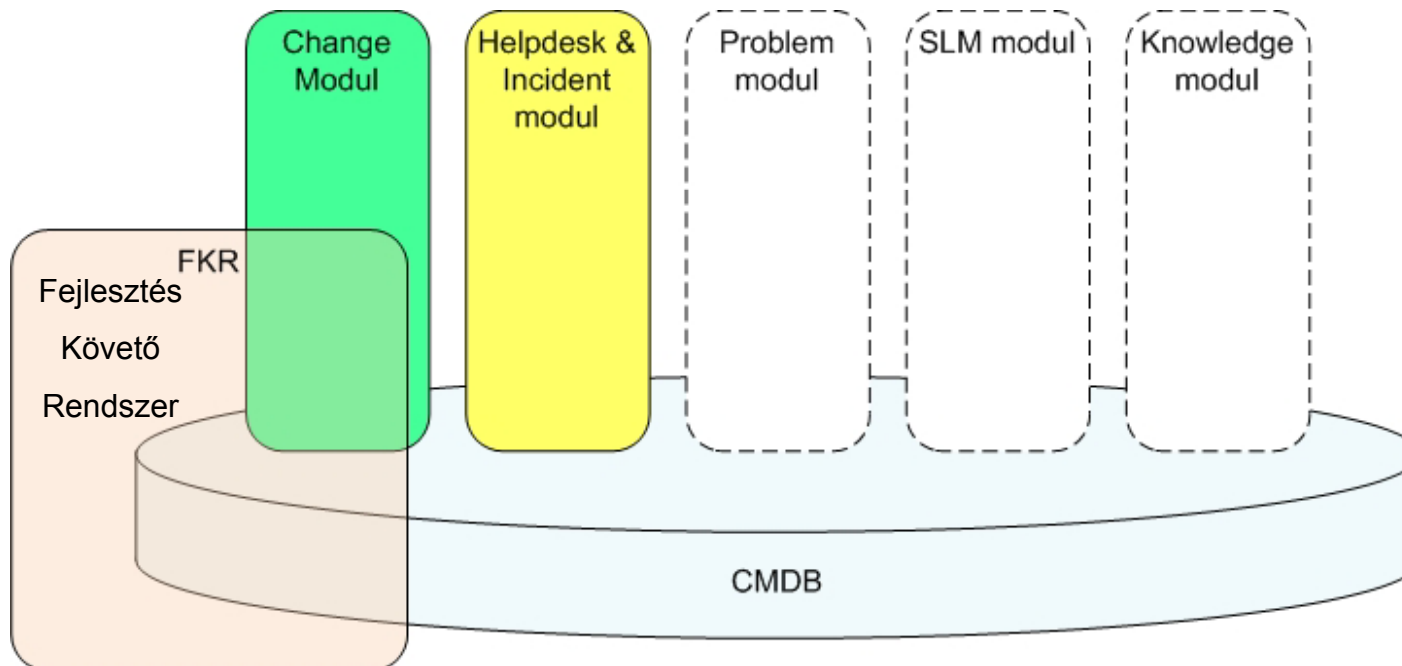 Change
Modul
Helpdesk &
Incident
modul
Problem
modul
SLM modul
Knowledge
modul
FKR
Fejlesztés
Követő
Rendszer
CMDB